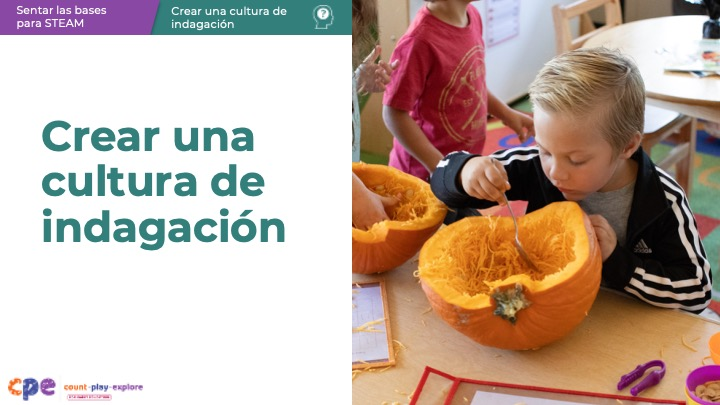 Sentar las bases
para STEAM
Crear una cultura de
indagación
Crear una
cultura de
indagación
cpe
count-play-explore
adidas